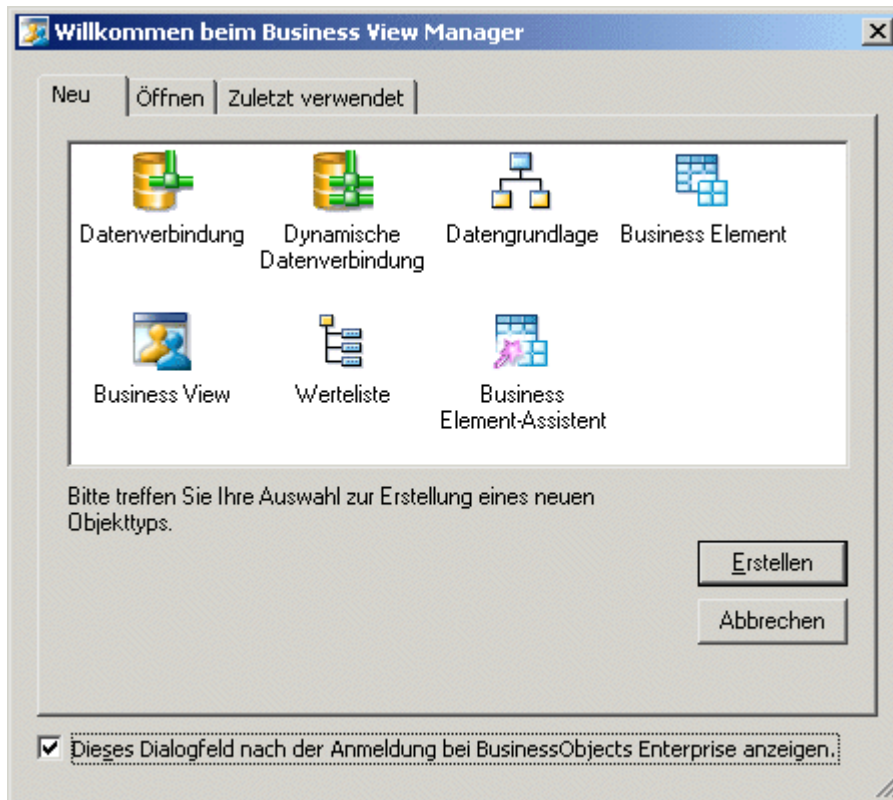 Willkommen beim Business View Manager
Neu
Öffnen
Zuletzt verwendet
Datenverbindung
Dynamische
Datenverbindung
Datengrundlage
Business Element
Business View
Werteliste
Business
Element-Assistent
Bitte treffen Sie Ihre Auswahl zur Erstellung eines neuen
Objekttyps.
Erstellen
Abbrechen
Dieses Dialogfeld nach der Anmeldung bei BusinessObjects Enterprise anzeigen.